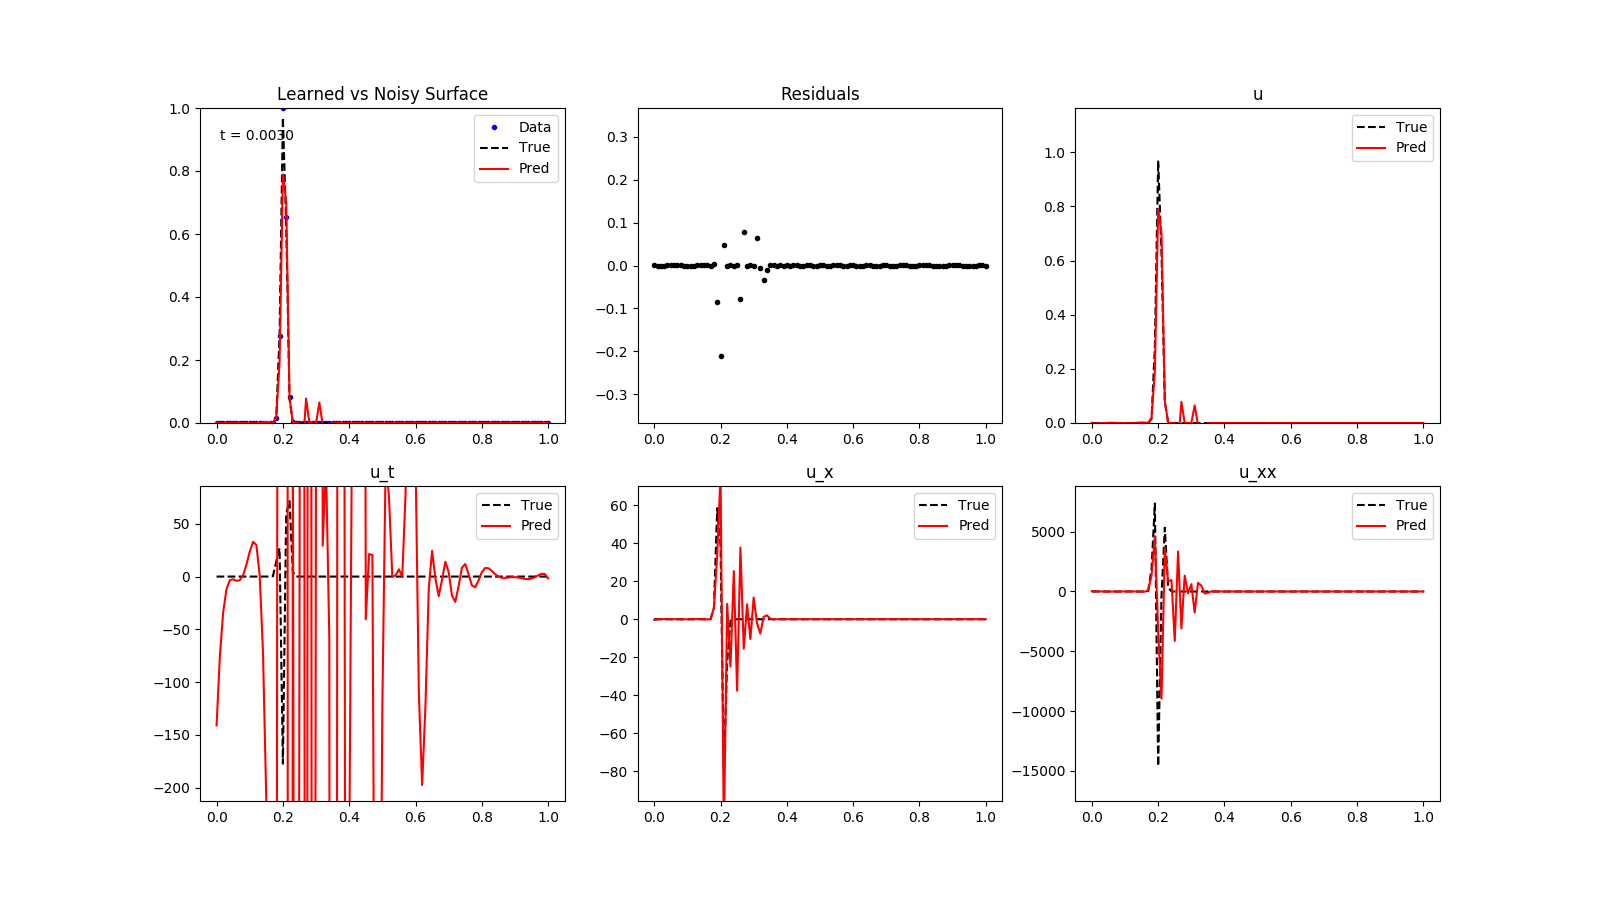 Learned vs Noisy Surface
1.0
0.8
0.6
0.4
0.2
0.0
0.0 0.2 0.4 0.6 0.8 1.0
t = 0.0030
Data
True
Pred
Residuals
0.3
0.2
0.1
0.0
−0.1
−0.2
−0.3
0.0 0.2 0.4 0.6 0.8 1.0
u
1.0
0.8
0.6
0.4
0.2
0.0
0.0 0.2 0.4 0.6 0.8 1.0
True
Pred
u_t
50
0
−50
−100
−150
−200
0.0 0.2 0.4 0.6 0.8 1.0
True
Pred
u_x
60
40
20
0
−20
−40
−60
−80
0.0 0.2 0.4 0.6 0.8 1.0
True
Pred
u_xx
5000
0
−5000
−10000
−15000
0.0 0.2 0.4 0.6 0.8 1.0
True
Pred